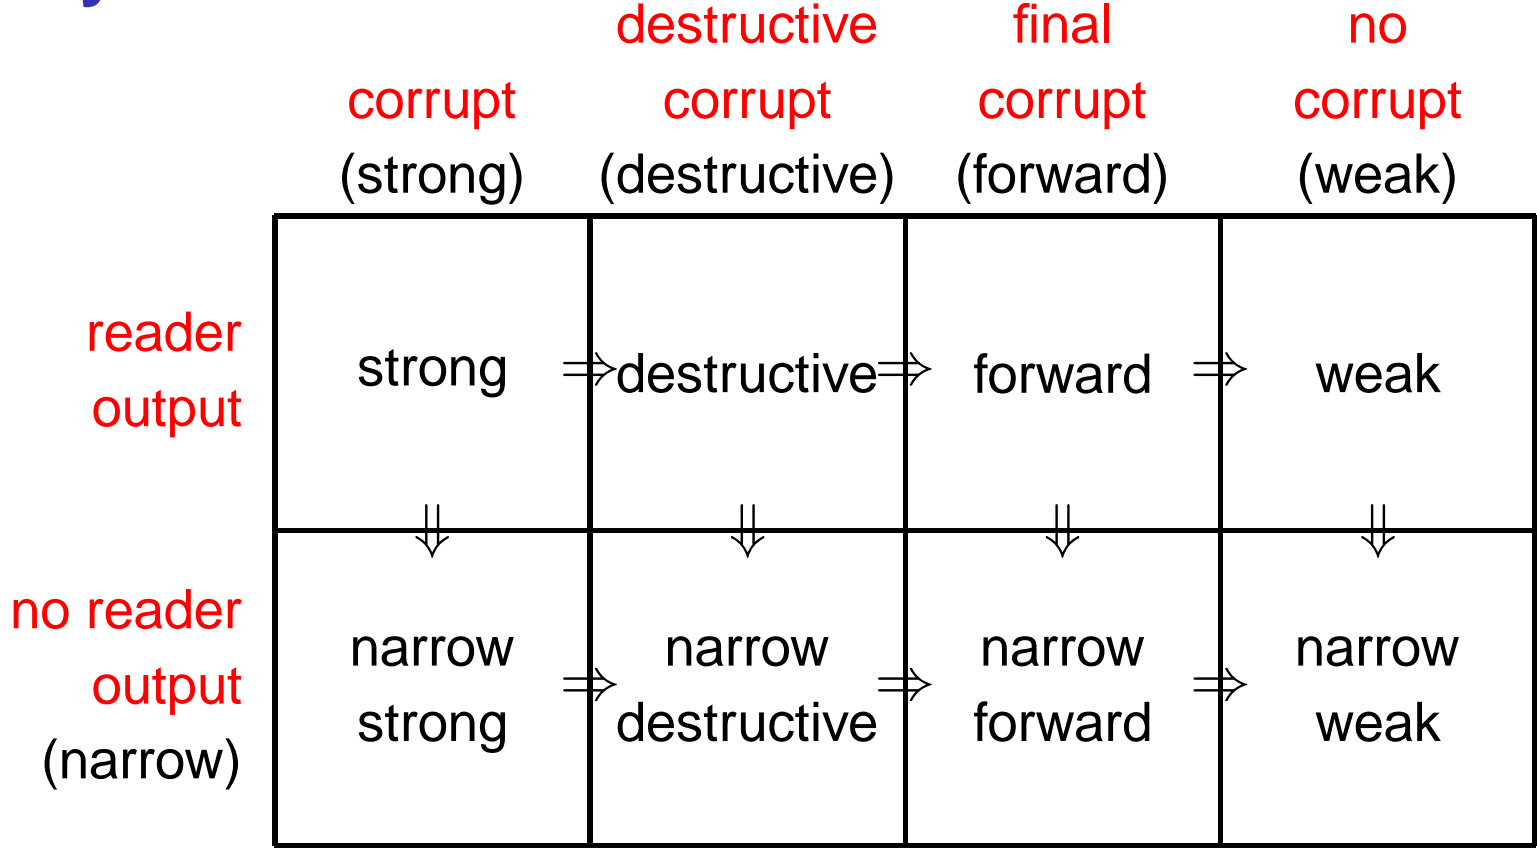 destructive final no
corrupt corrupt corrupt corrupt
(strong) (destructive) (forward) (weak)
reader
output
strong ⇒ destructive ⇒ forward ⇒ weak
⇓ ⇓ ⇓ ⇓
no reader
output
(narrow)
narrow narrow narrow narrow
⇒ ⇒ ⇒
strong destructive forward weak